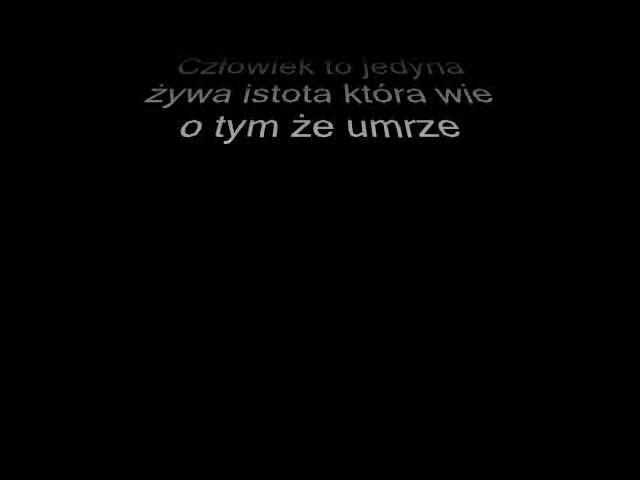 Człowiek to jedyna
żywa istota która wie
o tym że umrze